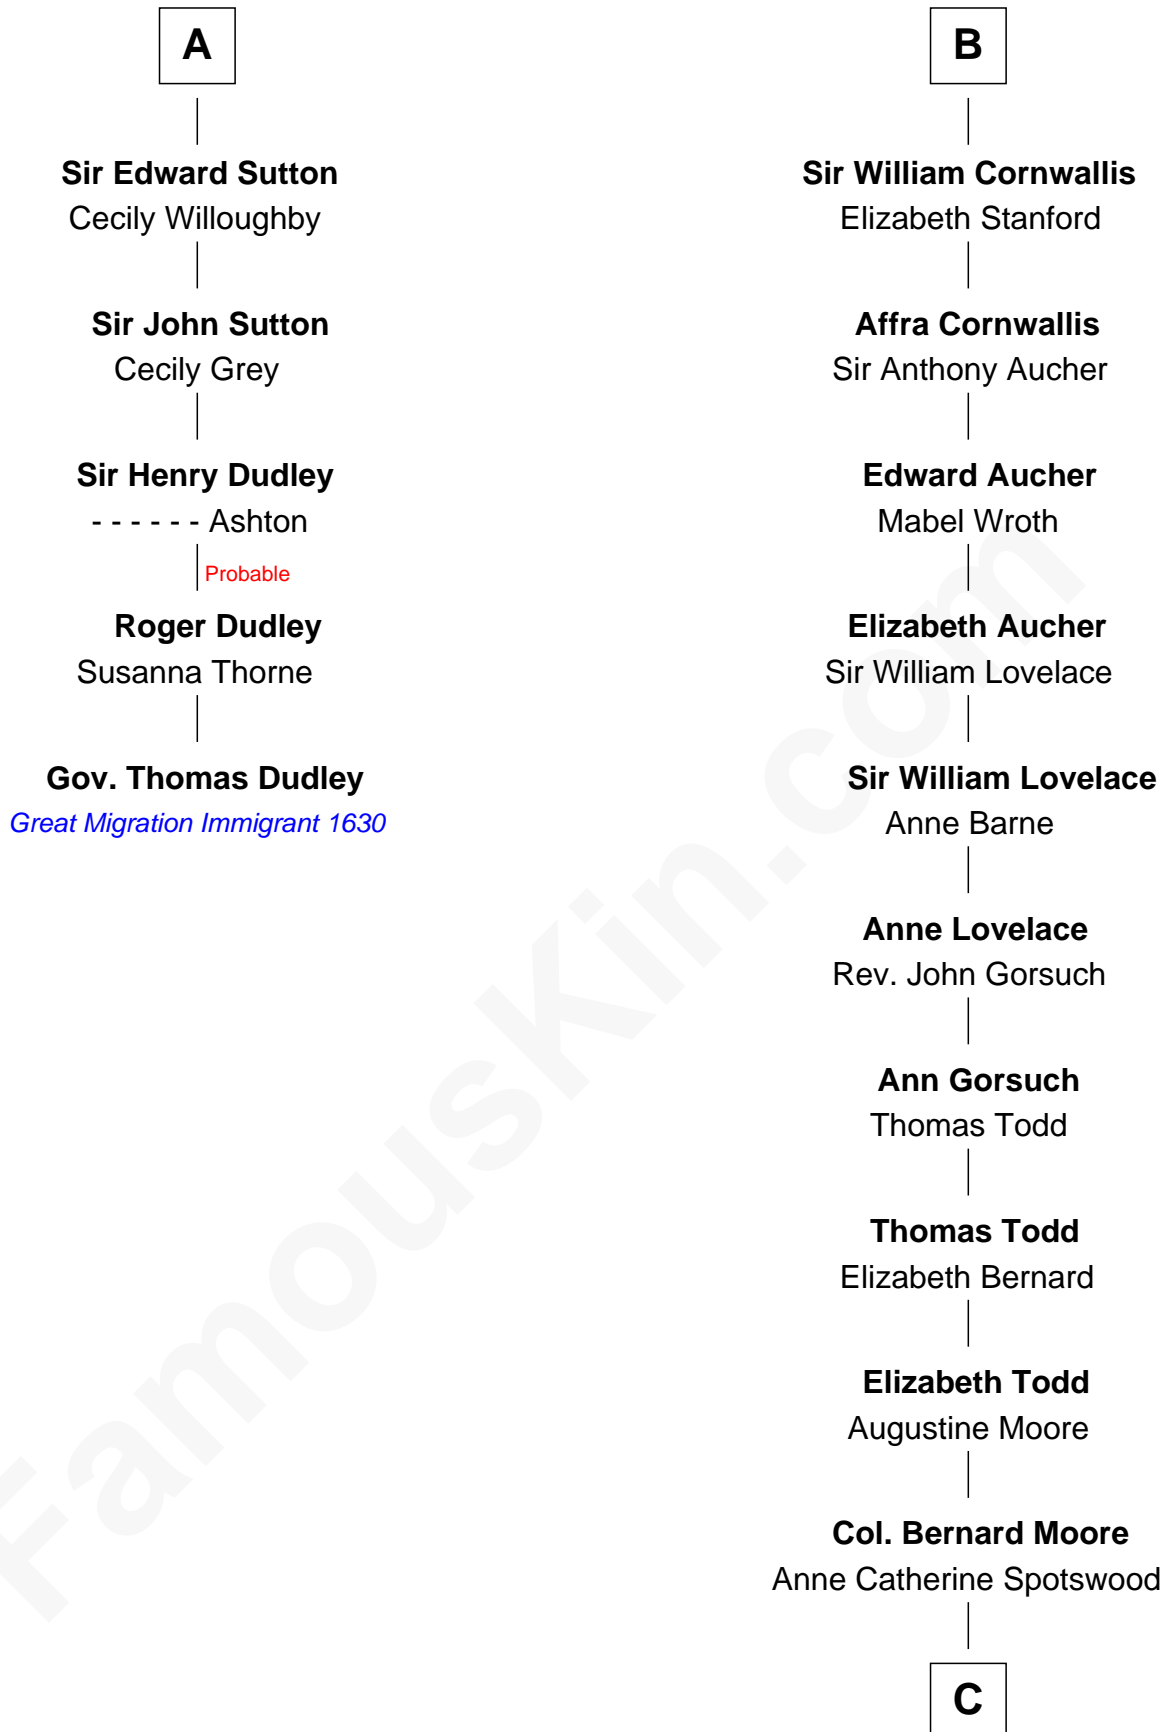 A
Sir Edward Sutton
Cecily Willoughby
Sir John Sutton
Cecily Grey
Sir Henry Dudley
- - - - - - Ashton
Probable
Roger Dudley
Susanna Thorne
Gov. Thomas Dudley
Great Migration Immigrant 1630
B
Sir William Cornwallis
Elizabeth Stanford
Affra Cornwallis
Sir Anthony Aucher
Edward Aucher
Mabel Wroth
Elizabeth Aucher
Sir William Lovelace
Sir William Lovelace
Anne Barne
Anne Lovelace
Rev. John Gorsuch
Ann Gorsuch
Thomas Todd
Thomas Todd
Elizabeth Bernard
Elizabeth Todd
Augustine Moore
Col. Bernard Moore
Anne Catherine Spotswood
C
FamousKin.com